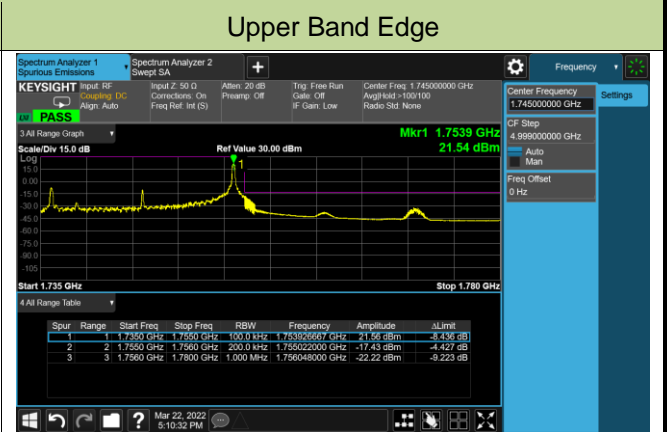 Upper Band Edge
Spectrum Analyzer 1
Spurious Emissions
Spectrum Analyzer 2
Swept SA
+
Frequency
KEYSIGHT
Input: RF
Coupling: DC
Align: Auto
Input Z: 50 Ω
Corrections: On
Freq Ref: Int (S)
Atten: 20 dB
Preamp: Off
Trig: Free Run
Gate: Off
IF Gain: Low
Center Freq: 1.745000000 GHz
Avg|Hold:>100/100
Radio Std: None
PASS
Center Frequency
1.745000000 GHz
Settings
CF Step
4.999000000 GHz
Auto
Man
Freq Offset
0 Hz
3 All Range Graph
Mkr1 1.7539 GHz
21.54 dBm
Scale/Div 15.0 dB
Ref Value 30.00 dBm
Log
15.0
0.00
-15.0
-30.0
-45.0
-60.0
-75.0
-90.0
-105
1
Start 1.735 GHz
Stop 1.780 GHz
4 All Range Table
Spur Range Start Freq Stop Freq RBW Frequency Amplitude ΔLimit
1 1 1.7350 GHz 1.7550 GHz 100.0 kHz 1.753926667 GHz 21.56 dBm -8.436 dB
2 2 1.7550 GHz 1.7560 GHz 200.0 kHz 1.755022000 GHz -17.43 dBm -4.427 dB
3 3 1.7560 GHz 1.7800 GHz 1.000 MHz 1.756048000 GHz -22.22 dBm -9.223 dB
?
Mar 22, 2022
5:10:32 PM